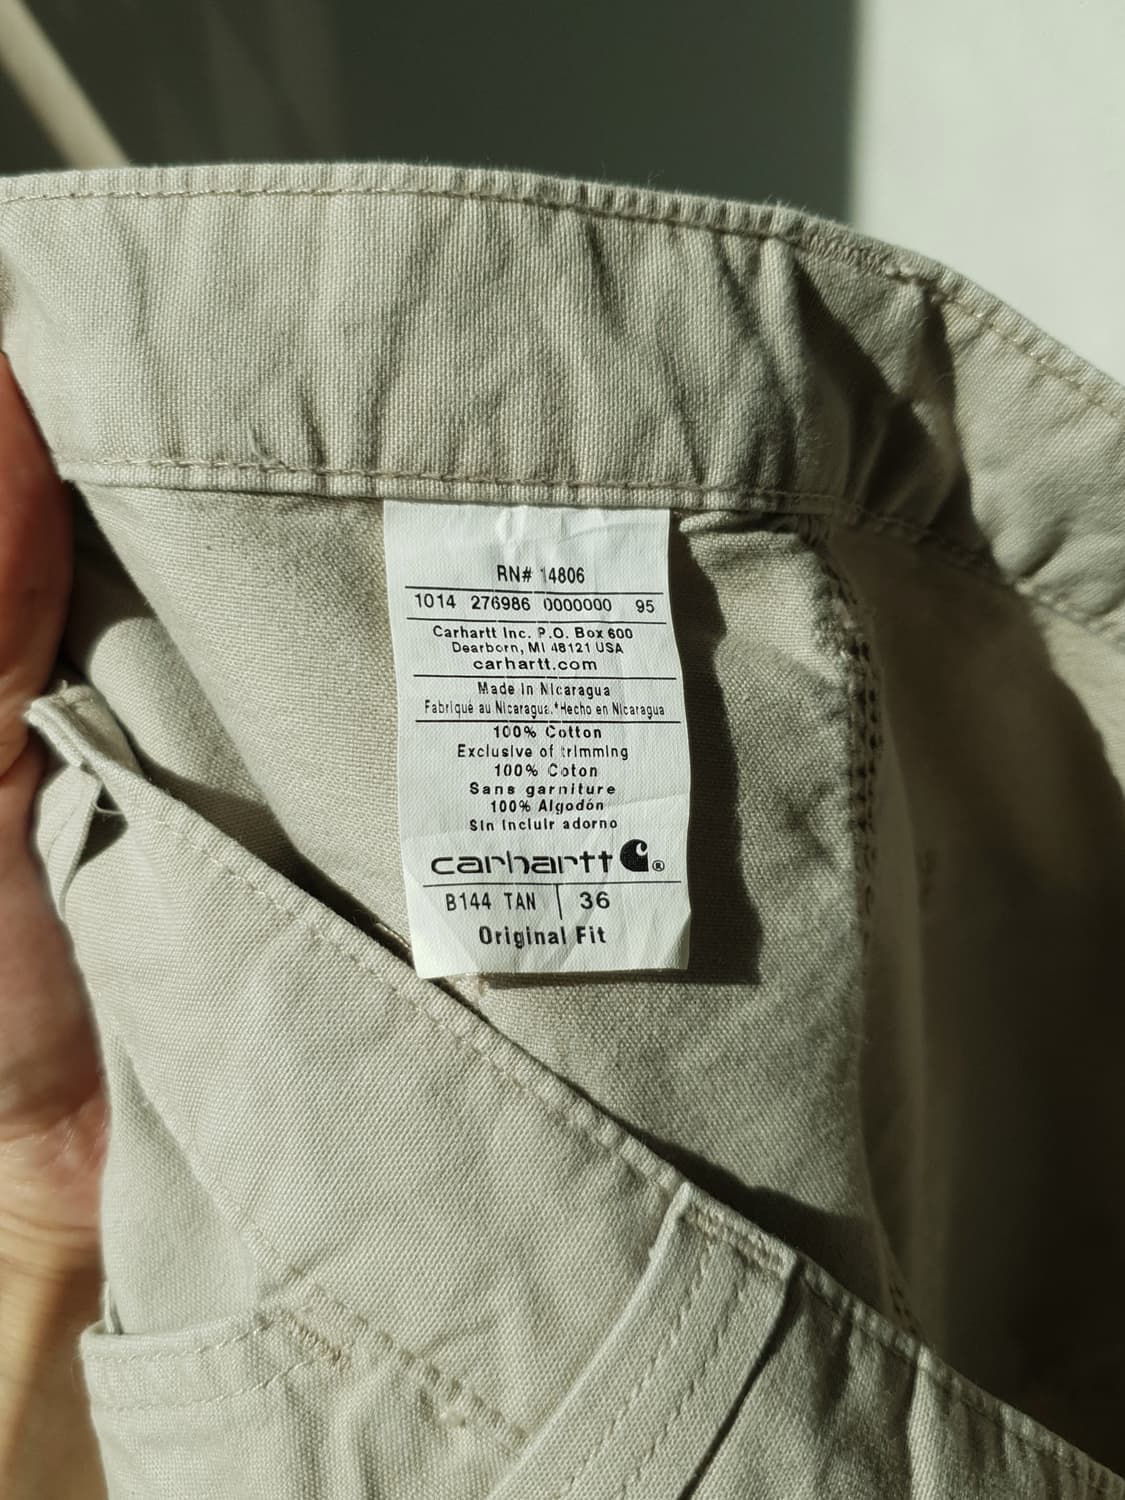 RN# 14806
1014 276986 0000000 95
Carhartt Inc. P.O. Box 600
Dearborn, MI 48121 USA
carhartt.com
Made in Nicaragua
Fabriqué au Nicaragua.*Hecho en Nicaragua
100% Cotton
Exclusive of trimming
100% Coton
Sans garniture
100% Algodón
Sin incluir adorno
carhartt ®
B144 TAN | 36
Original Fit